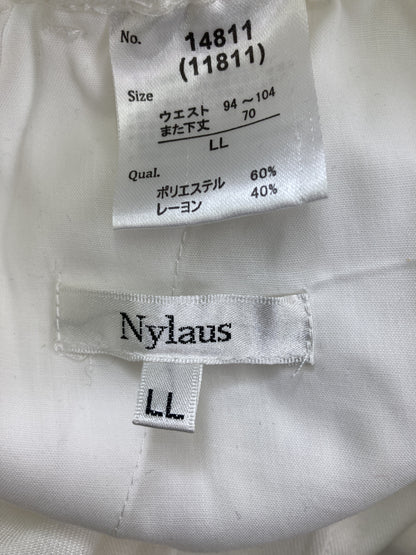 No. 14811
(11811)
Size
ウエスト 94～104
また下丈 70
LL
Qual.
ポリエステル 60%
レーヨン 40%
Nylaus
LL